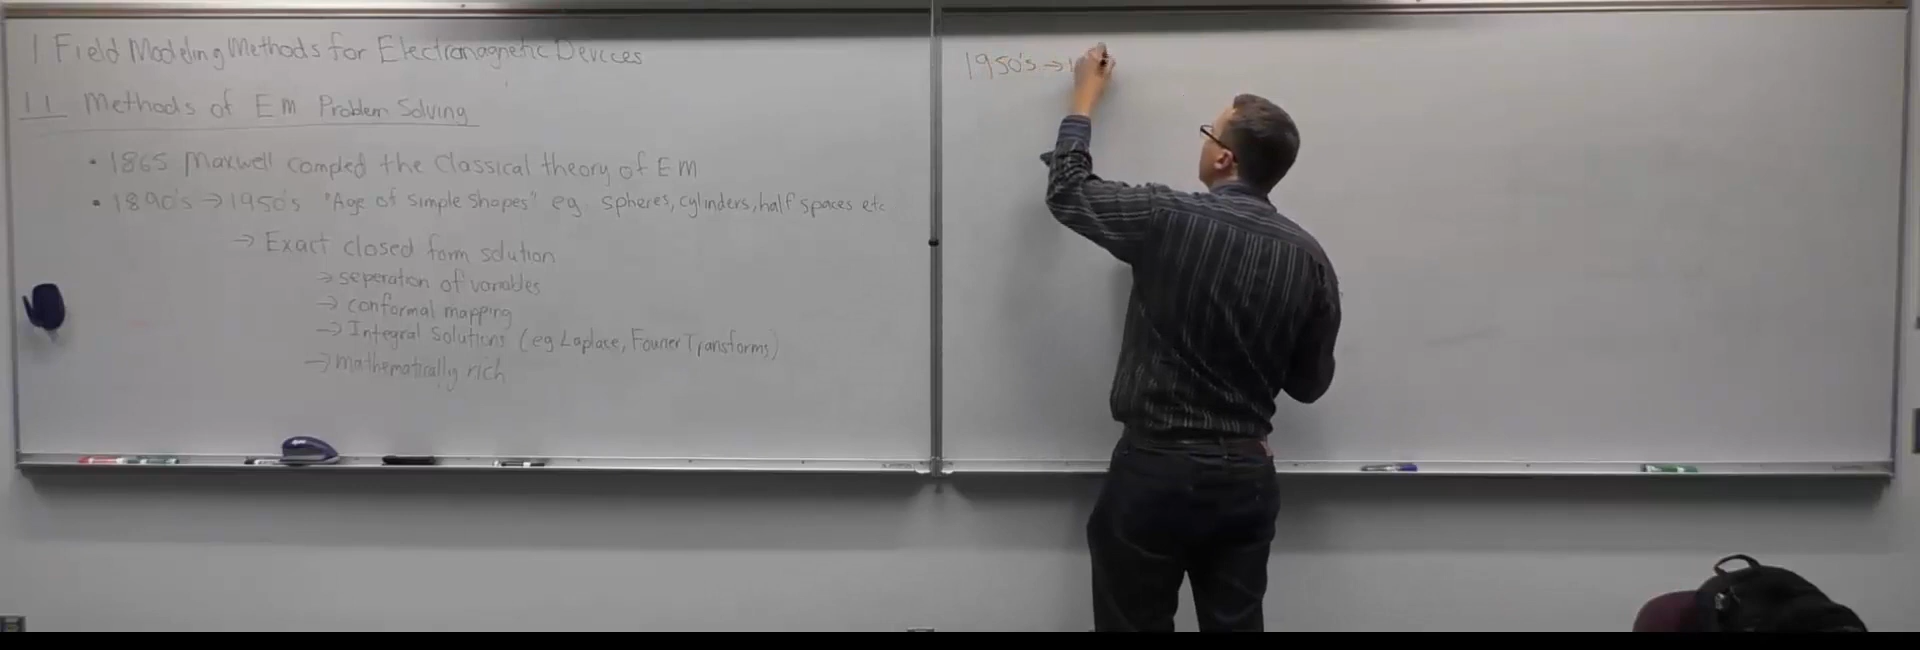 1 Field Modeling Methods for Electromagnetic Devices
1.1 Methods of EM Problem Solving
• 1865 Maxwell compled the classical theory of EM
• 1890's → 1950's "Age of simple shapes" eg spheres, cylinders, half spaces etc
→ Exact closed form solution
→ seperation of variables
→ conformal mapping
→ Integral Solutions (eg Laplace, Fourier Transforms)
→ mathematically rich
1950's → 1